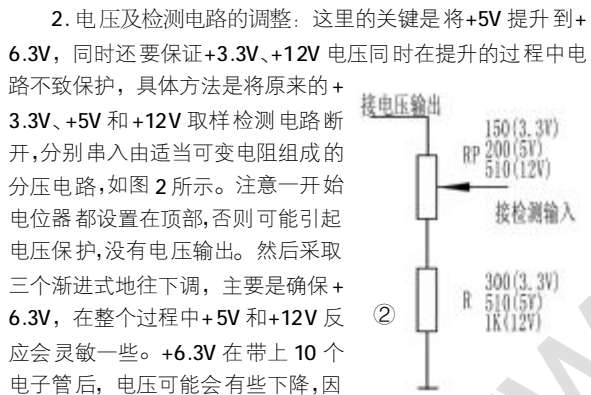 2. 电压及检测电路的调整：这里的关键是将+5V 提升到+
6.3V，同时还要保证+3.3V、+12V 电压同时在提升的过程中电
路不致保护，具体方法是将原来的+
3.3V、+5V 和+12V 取样检测电路断
开,分别串入由适当可变电阻组成的
分压电路,如图 2 所示。注意一开始
电位器都设置在顶部,否则可能引起
电压保护,没有电压输出。然后采取
三个渐进式地往下调，主要是确保+
6.3V，在整个过程中+5V 和+12V 反
应会灵敏一些。+6.3V 在带上 10 个
电子管后，电压可能会有些下降,因
接电压输出
150(3.3V)
RP 200(5V)
510(12V)
接检测输入
300(3.3V)
R 510(5V)
1K(12V)
②